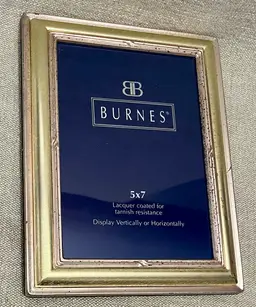 BB
BURNES®
5x7
Lacquer coated for
tarnish resistance
Display Vertically or Horizontally